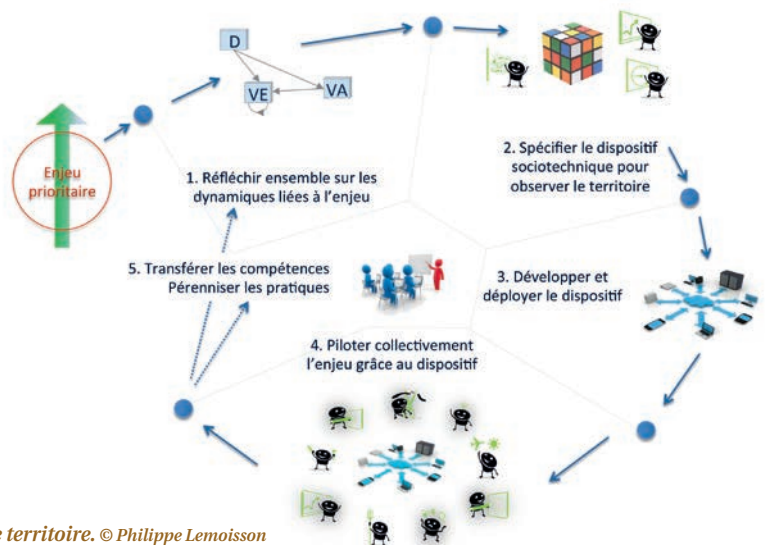 D
VE
VA
Enjeu
prioritaire
1. Réfléchir ensemble sur les
dynamiques liées à l'enjeu
2. Spécifier le dispositif
sociotechnique pour
observer le territoire
5. Transférer les compétences
Pérenniser les pratiques
3. Développer et
déployer le dispositif
4. Piloter collectivement
l'enjeu grâce au dispositif
territoire. © Philippe Lemoisson